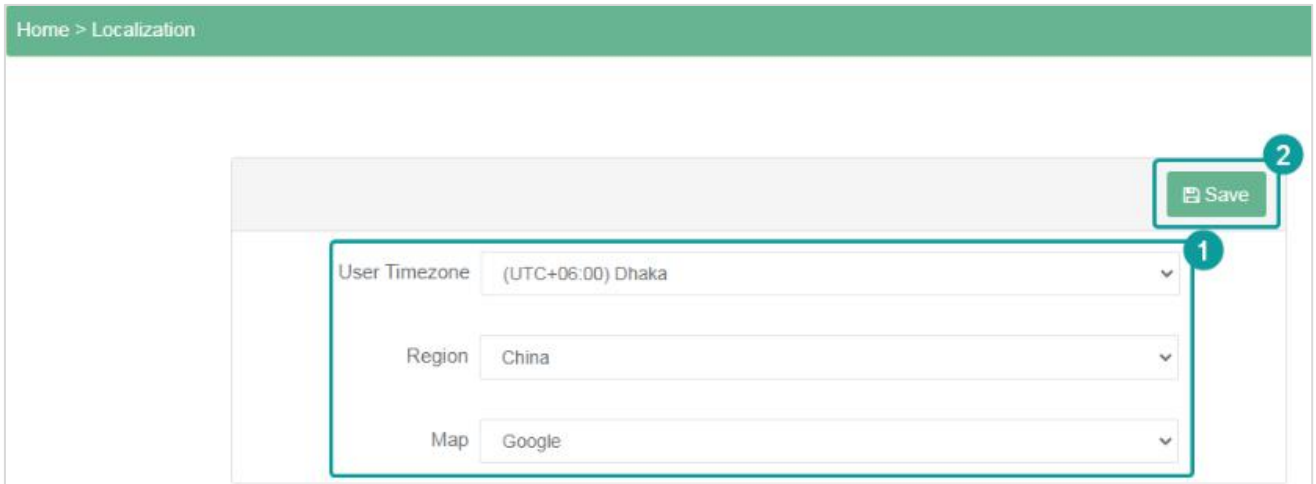 Home > Localization
2
Save
1
User Timezone (UTC+06:00) Dhaka
Region China
Map Google